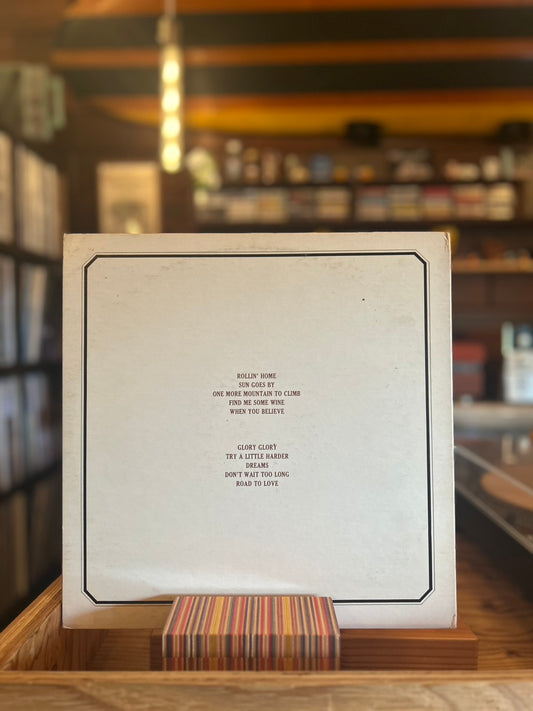 ROLLIN' HOME
SUN GOES BY
ONE MORE MOUNTAIN TO CLIMB
FIND ME SOME WINE
WHEN YOU BELIEVE
GLORY GLORY
TRY A LITTLE HARDER
DREAMS
DON'T WAIT TOO LONG
ROAD TO LOVE